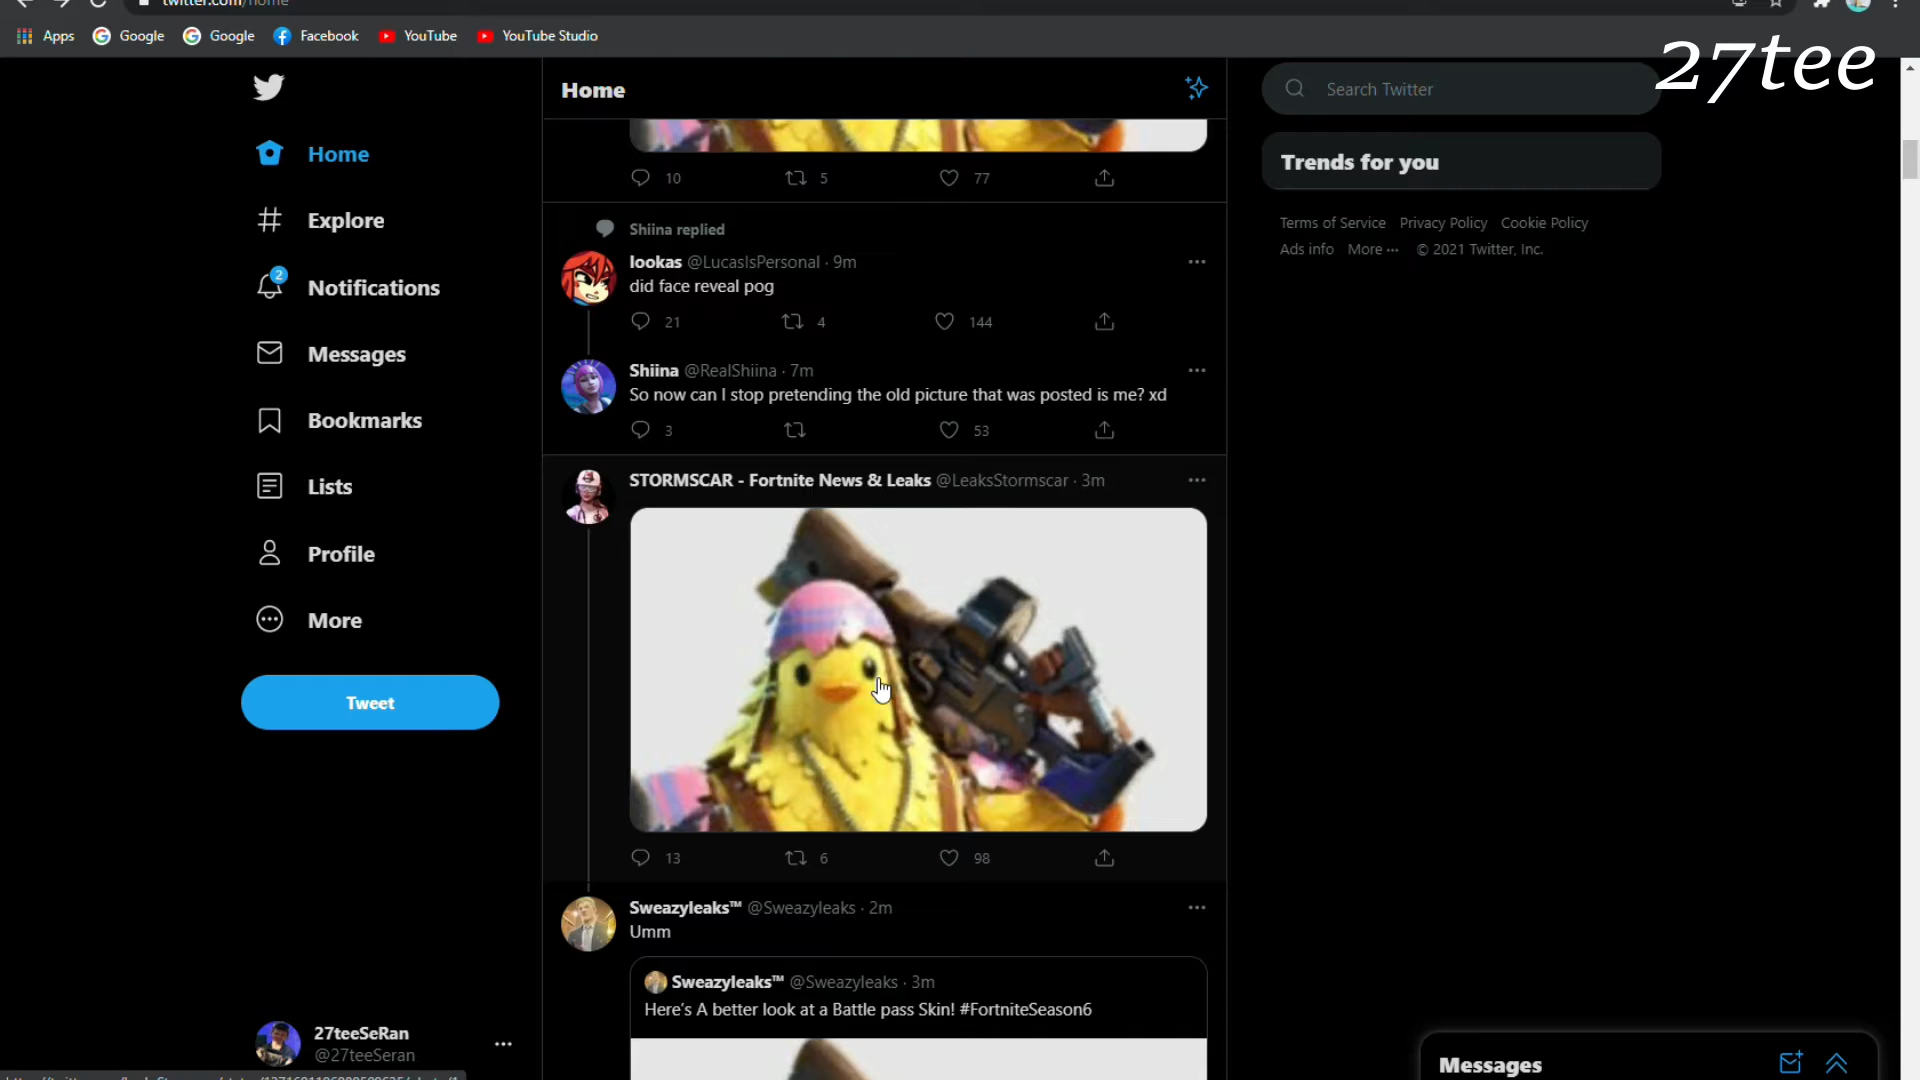 twitter.com/home
Apps
Google
Google
Facebook
YouTube
YouTube Studio
27tee
Home
Explore
2
Notifications
Messages
Bookmarks
Lists
Profile
More
Tweet
27teeSeRan
@27teeSeran
Home
10
5
77
Shiina replied
lookas @LucasIsPersonal · 9m
did face reveal pog
21
4
144
Shiina @RealShiina · 7m
So now can I stop pretending the old picture that was posted is me? xd
3
53
STORMSCAR - Fortnite News & Leaks @LeaksStormscar · 3m
13
6
98
Sweazyleaks™ @Sweazyleaks · 2m
Umm
Sweazyleaks™ @Sweazyleaks · 3m
Here's A better look at a Battle pass Skin! #FortniteSeason6
Search Twitter
Trends for you
Terms of Service Privacy Policy Cookie Policy
Ads info More ··· © 2021 Twitter, Inc.
Messages